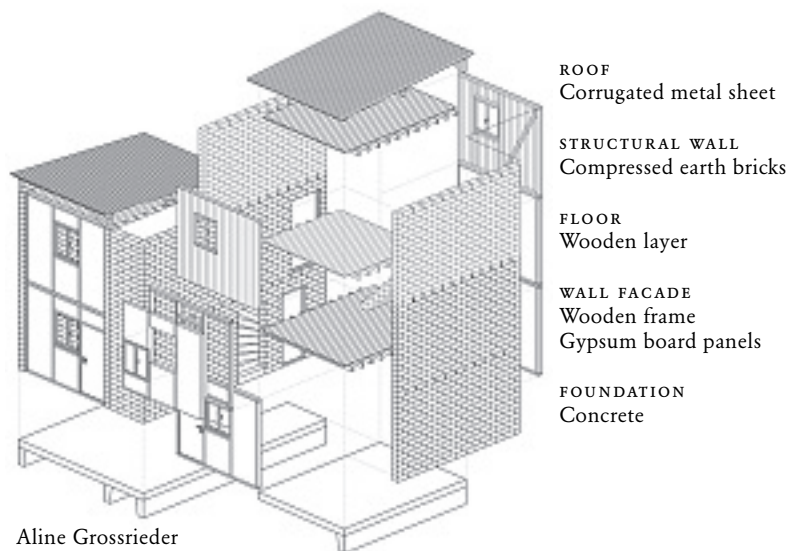 ROOF
Corrugated metal sheet
STRUCTURAL WALL
Compressed earth bricks
FLOOR
Wooden layer
WALL FACADE
Wooden frame
Gypsum board panels
FOUNDATION
Concrete
Aline Grossrieder